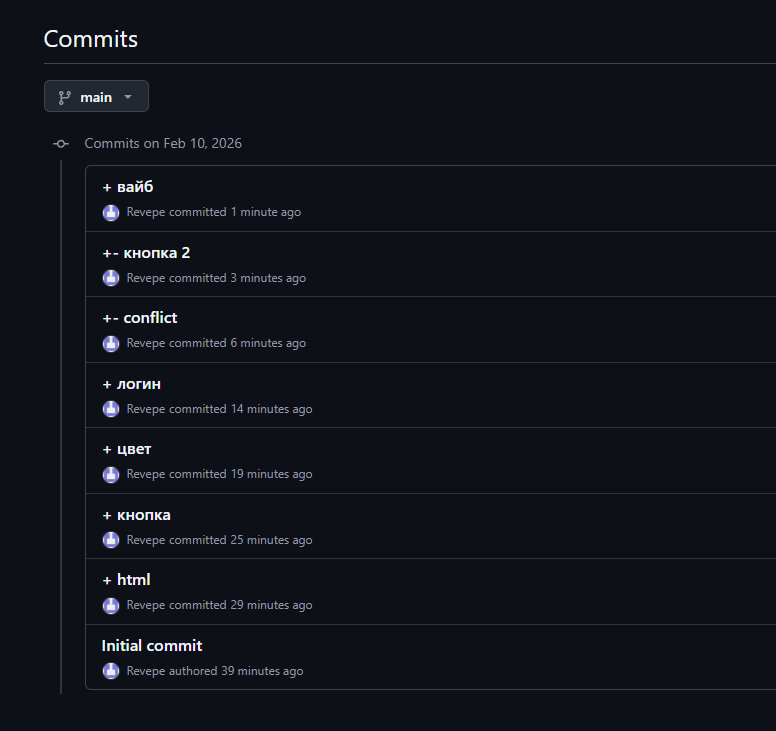 Commits
main
Commits on Feb 10, 2026
+ вайб
Revepe committed 1 minute ago
+- кнопка 2
Revepe committed 3 minutes ago
+- conflict
Revepe committed 6 minutes ago
+ логин
Revepe committed 14 minutes ago
+ цвет
Revepe committed 19 minutes ago
+ кнопка
Revepe committed 25 minutes ago
+ html
Revepe committed 29 minutes ago
Initial commit
Revepe authored 39 minutes ago